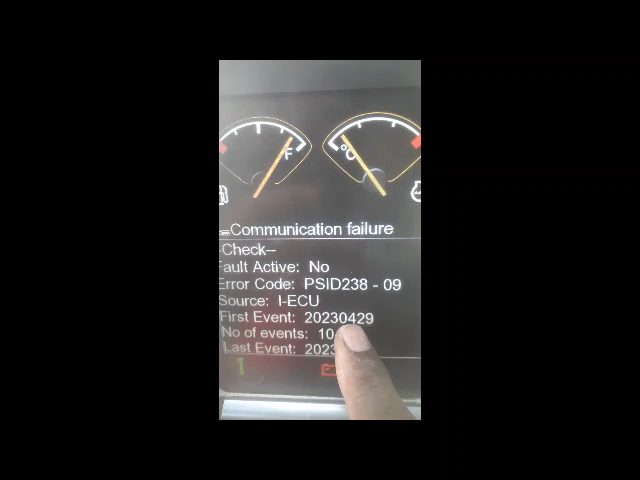 F
°C
Communication failure
Check--
Fault Active: No
Error Code: PSID238 - 09
Source: I-ECU
First Event: 20230429
No of events: 10
Last Event: 202